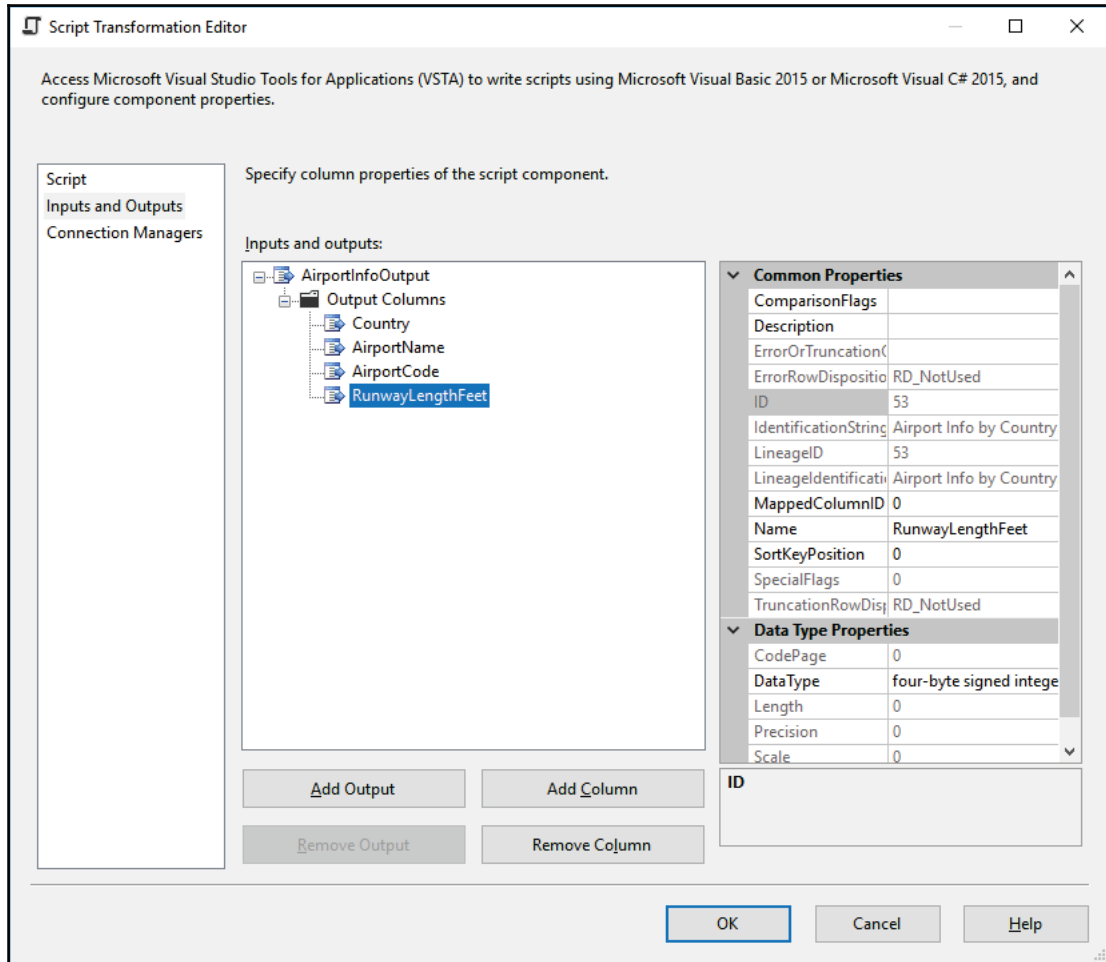 Script Transformation Editor
Access Microsoft Visual Studio Tools for Applications (VSTA) to write scripts using Microsoft Visual Basic 2015 or Microsoft Visual C# 2015, and
configure component properties.
Script
Inputs and Outputs
Connection Managers
Specify column properties of the script component.
Inputs and outputs:
AirportInfoOutput
Output Columns
Country
AirportName
AirportCode
RunwayLengthFeet
Common Properties
ComparisonFlags
Description
ErrorOrTruncationO
ErrorRowDispositio RD_NotUsed
ID 53
IdentificationString Airport Info by Country
LineageID 53
LineageIdentificati Airport Info by Country
MappedColumnID 0
Name RunwayLengthFeet
SortKeyPosition 0
SpecialFlags 0
TruncationRowDisp RD_NotUsed
Data Type Properties
CodePage 0
DataType four-byte signed intege
Length 0
Precision 0
Scale 0
Add Output
Add Column
Remove Output
Remove Column
ID
OK
Cancel
Help